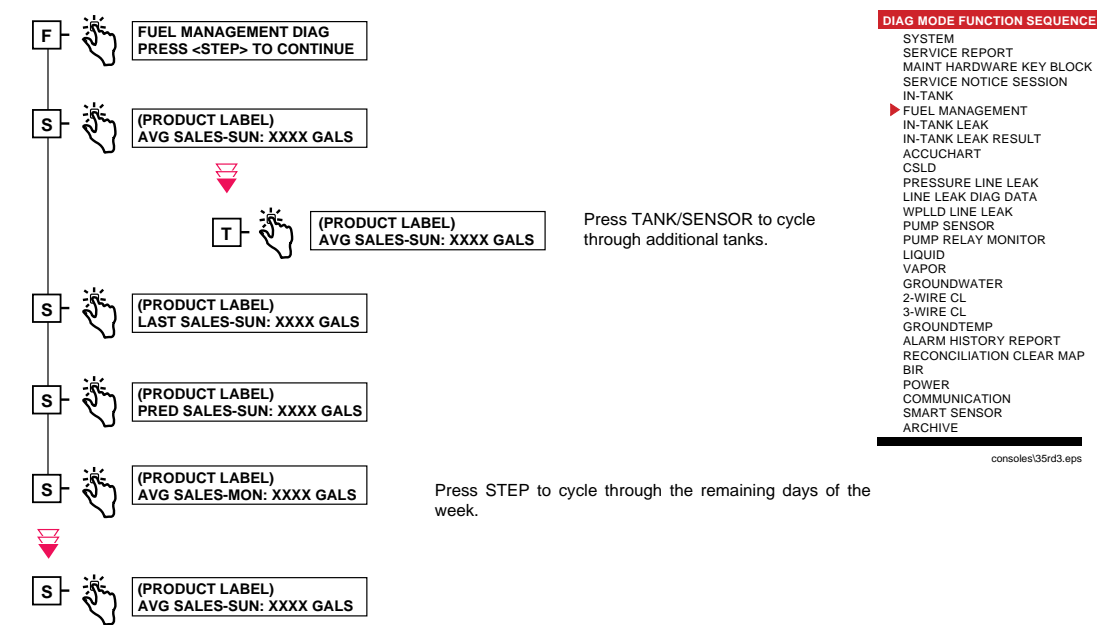 F
FUEL MANAGEMENT DIAG
PRESS <STEP> TO CONTINUE
S
(PRODUCT LABEL)
AVG SALES-SUN: XXXX GALS
T
(PRODUCT LABEL)
AVG SALES-SUN: XXXX GALS
Press TANK/SENSOR to cycle
through additional tanks.
S
(PRODUCT LABEL)
LAST SALES-SUN: XXXX GALS
S
(PRODUCT LABEL)
PRED SALES-SUN: XXXX GALS
S
(PRODUCT LABEL)
AVG SALES-MON: XXXX GALS
Press STEP to cycle through the remaining days of the
week.
S
(PRODUCT LABEL)
AVG SALES-SUN: XXXX GALS
DIAG MODE FUNCTION SEQUENCE
SYSTEM
SERVICE REPORT
MAINT HARDWARE KEY BLOCK
SERVICE NOTICE SESSION
IN-TANK
FUEL MANAGEMENT
IN-TANK LEAK
IN-TANK LEAK RESULT
ACCUCHART
CSLD
PRESSURE LINE LEAK
LINE LEAK DIAG DATA
WPLLD LINE LEAK
PUMP SENSOR
PUMP RELAY MONITOR
LIQUID
VAPOR
GROUNDWATER
2-WIRE CL
3-WIRE CL
GROUNDTEMP
ALARM HISTORY REPORT
RECONCILIATION CLEAR MAP
BIR
POWER
COMMUNICATION
SMART SENSOR
ARCHIVE
consoles\35rd3.eps